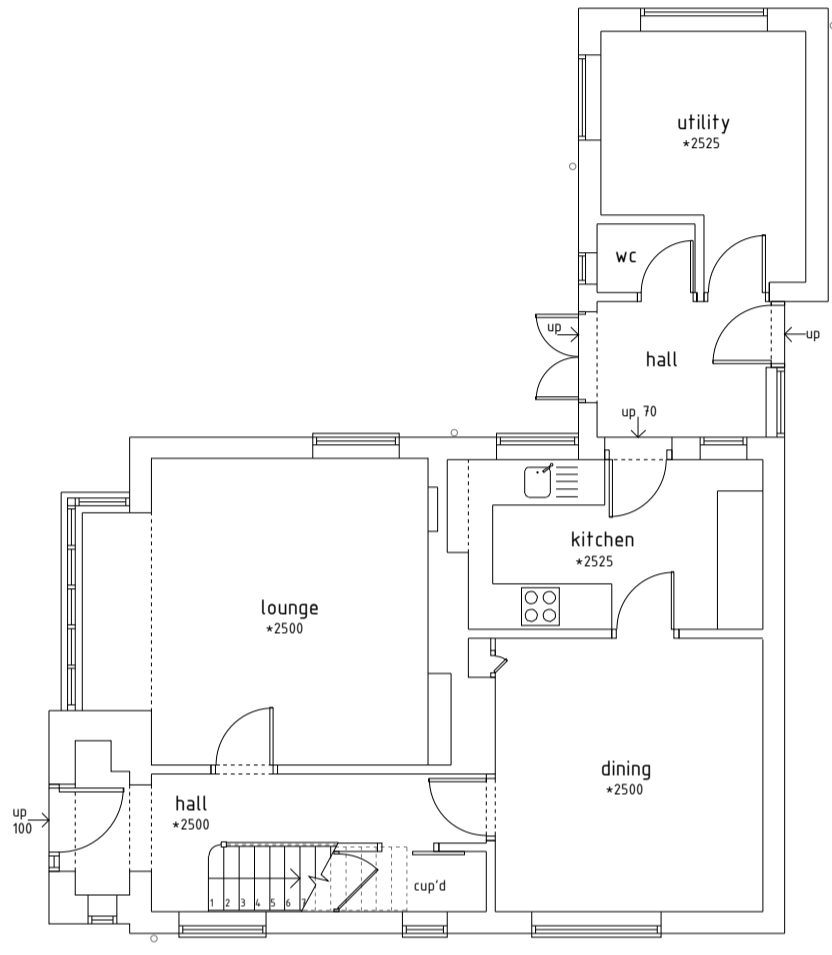 utility
*2525
wc
up
up
hall
up 70
kitchen
*2525
lounge
*2500
dining
*2500
hall
*2500
up
100
cup'd
1 2 3 4 5 6 7